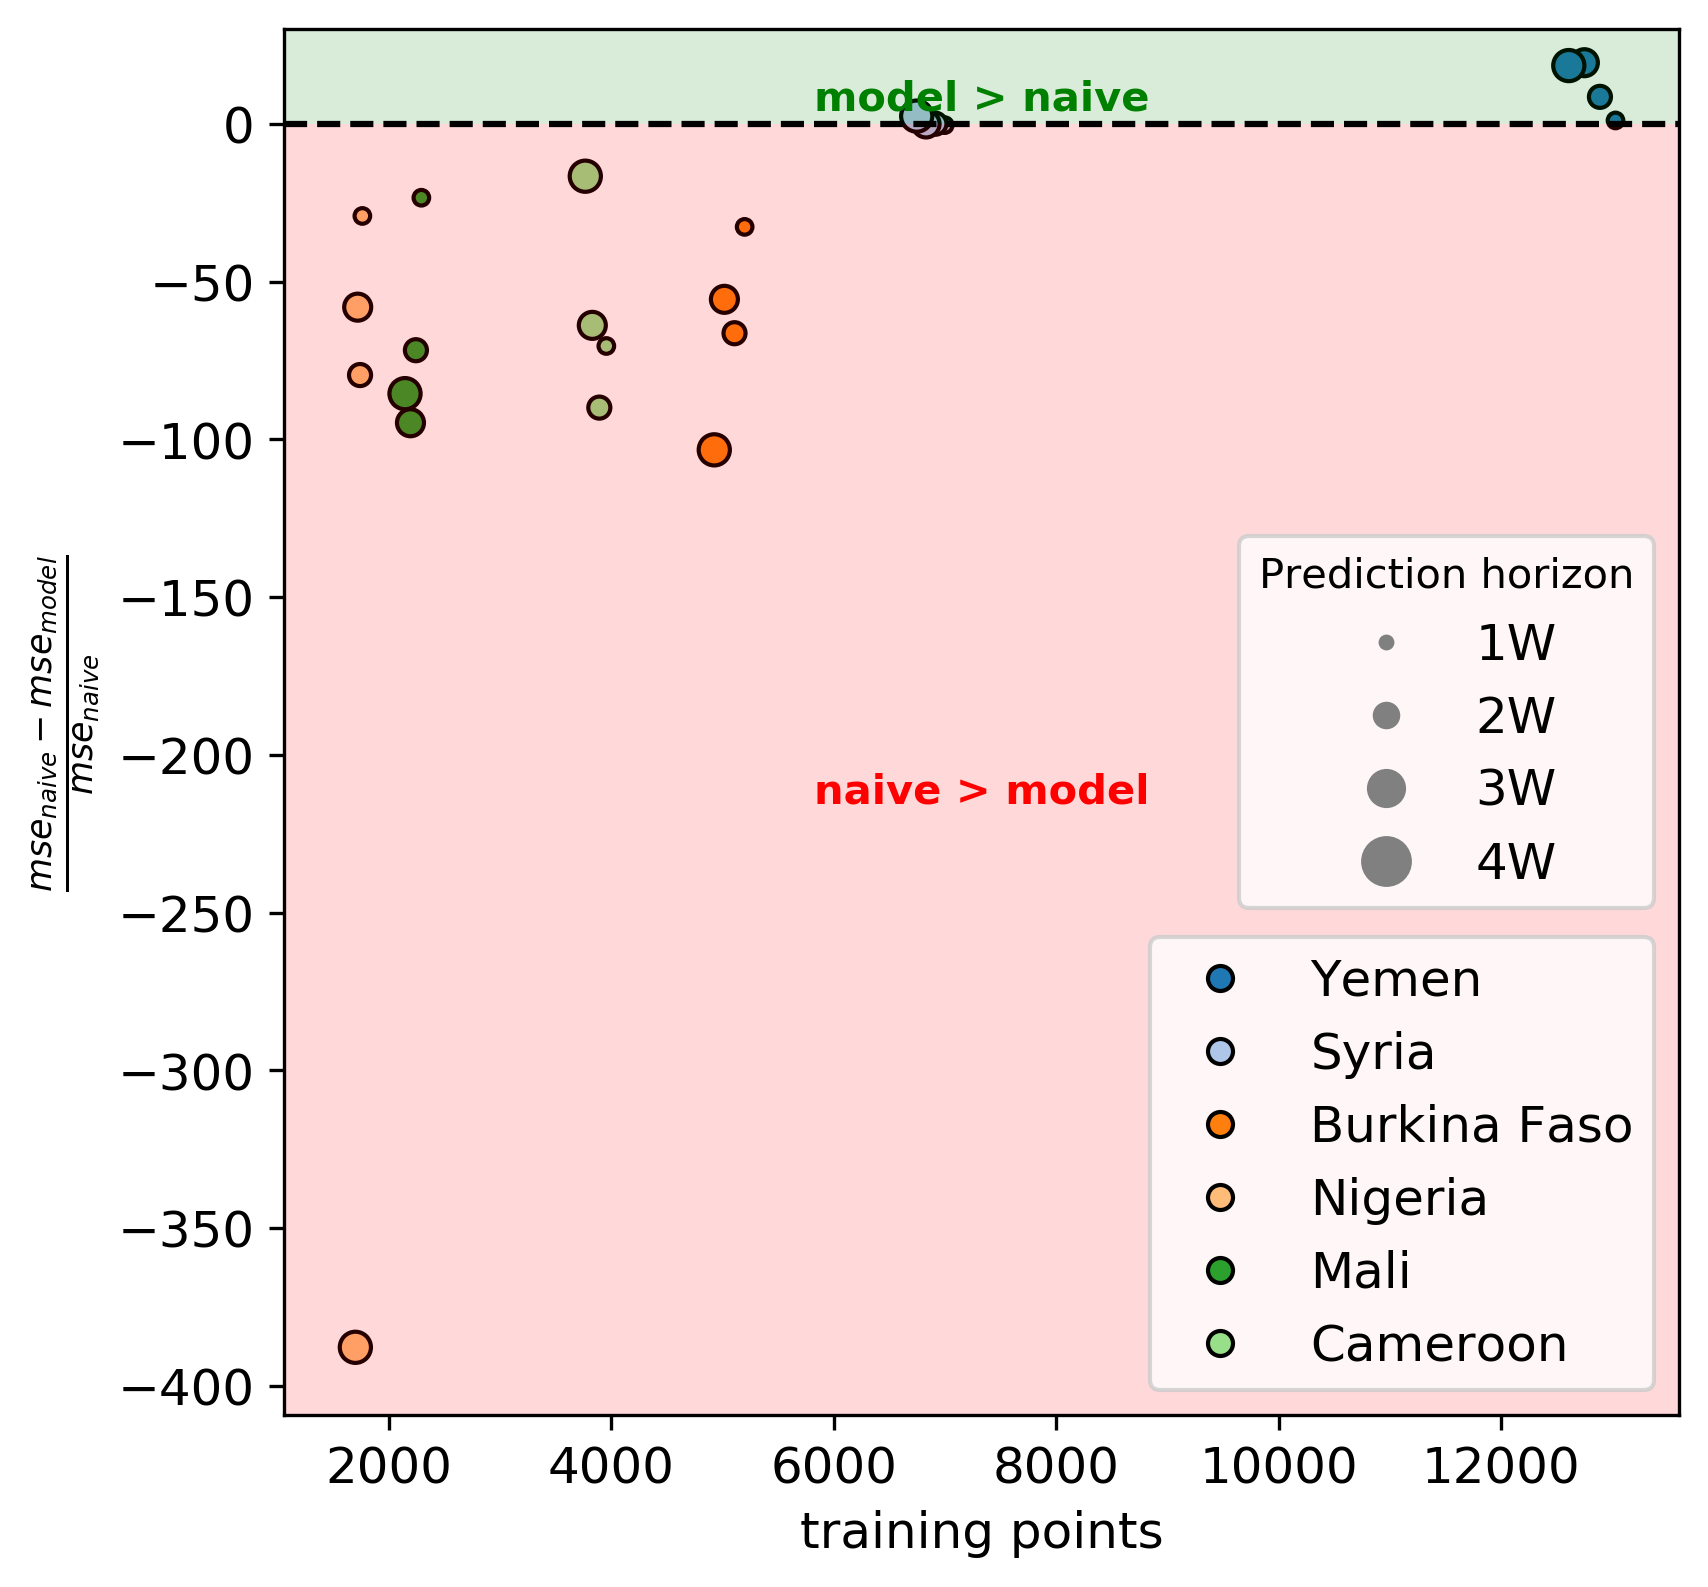 model > naive
0
−50
−100
−150
−200
−250
−300
−350
−400
mse_naive − mse_model
mse_naive
naive > model
Prediction horizon
1W
2W
3W
4W
Yemen
Syria
Burkina Faso
Nigeria
Mali
Cameroon
2000 4000 6000 8000 10000 12000
training points